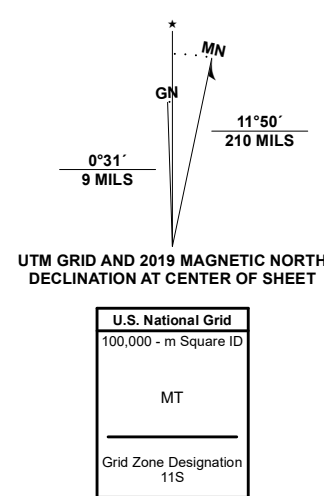 ★
MN
GN
11°50´
210 MILS
0°31´
9 MILS
UTM GRID AND 2019 MAGNETIC NORTH
DECLINATION AT CENTER OF SHEET
U.S. National Grid
100,000 - m Square ID
MT
Grid Zone Designation
11S